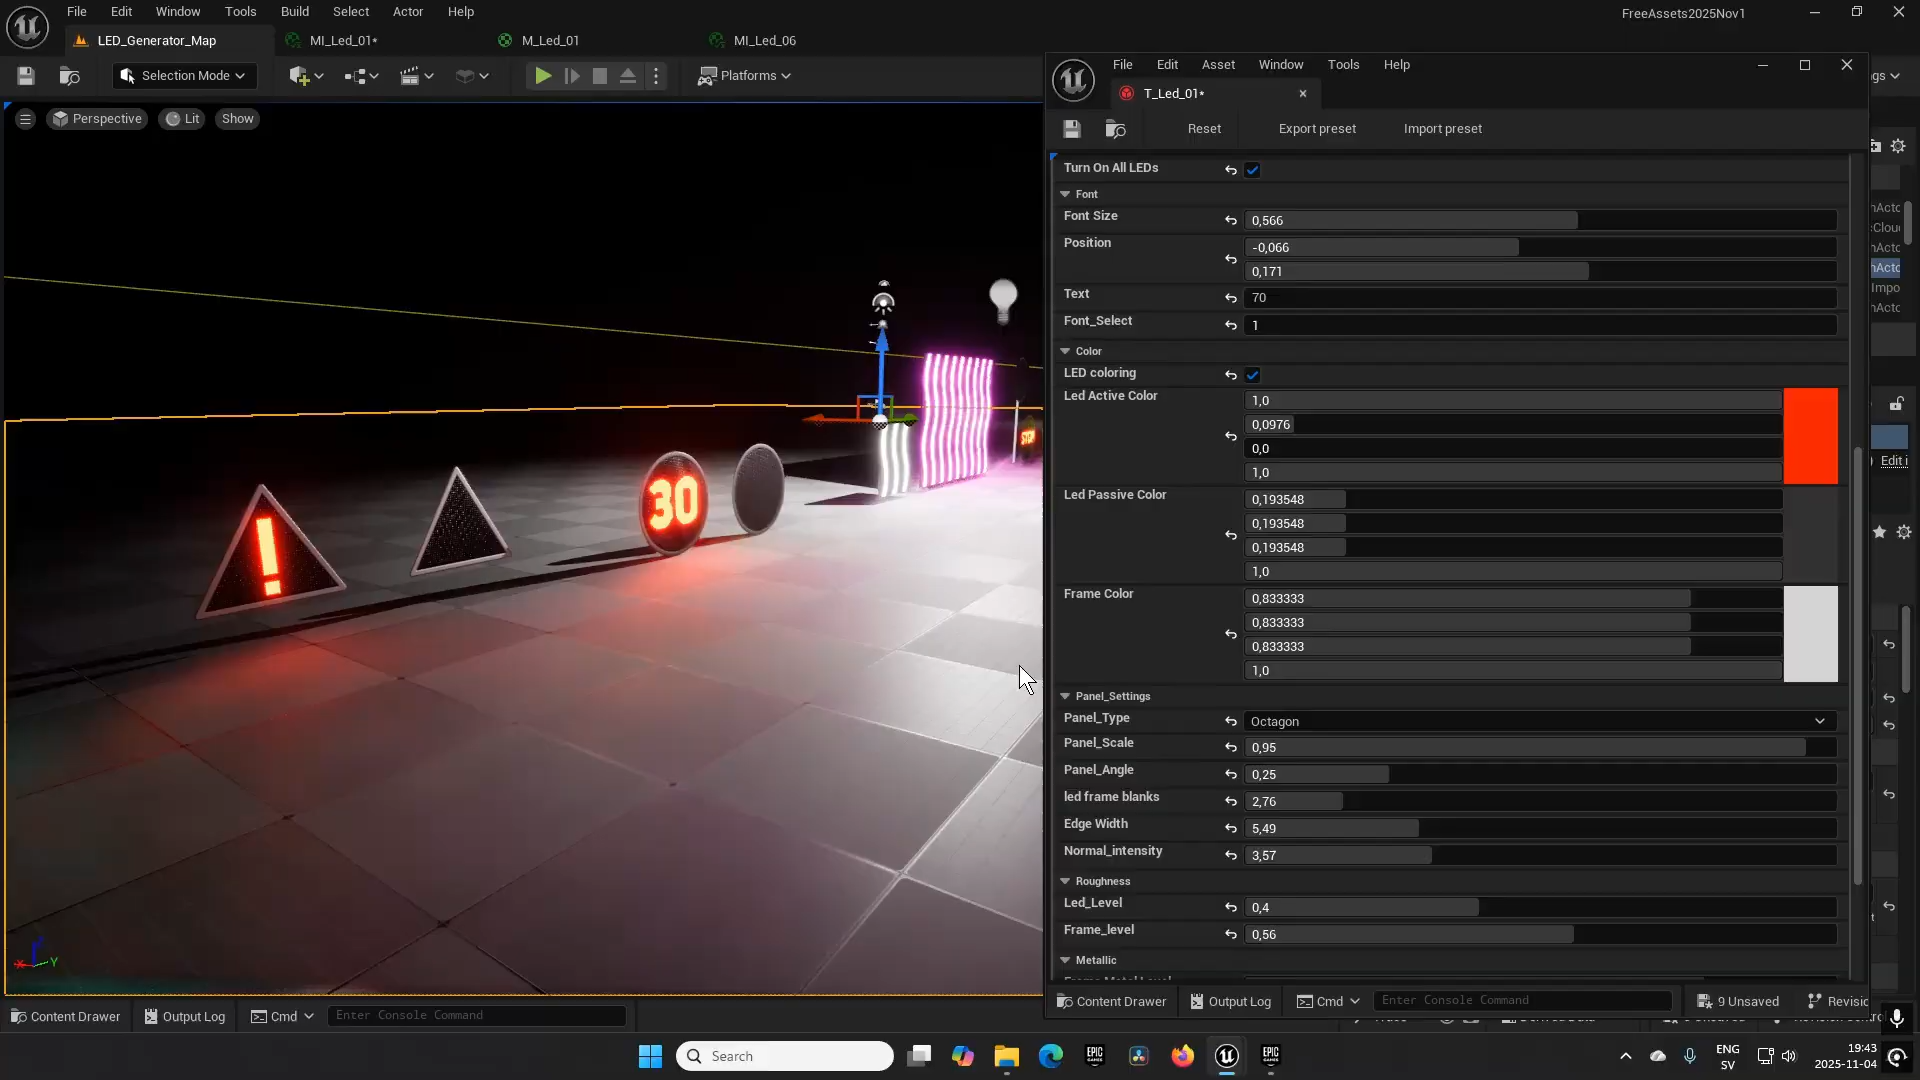 File Edit Window Tools Build Select Actor Help
FreeAssets2025Nov1
LED_Generator_Map
MI_Led_01*
M_Led_01
MI_Led_06
Selection Mode
Platforms
Perspective
Lit
Show
30
STOP
Y
File Edit Asset Window Tools Help
T_Led_01*
Reset
Export preset
Import preset
Turn On All LEDs
Font
Font Size
0,566
Position
-0,066
0,171
Text
70
Font_Select
1
Color
LED coloring
Led Active Color
1,0
0,0976
0,0
1,0
Led Passive Color
0,193548
0,193548
0,193548
1,0
Frame Color
0,833333
0,833333
0,833333
1,0
Panel_Settings
Panel_Type
Octagon
Panel_Scale
0,95
Panel_Angle
0,25
led frame blanks
2,76
Edge Width
5,49
Normal_intensity
3,57
Roughness
Led_Level
0,4
Frame_level
0,56
Metallic
Content Drawer
Output Log
Cmd
Enter Console Command
9 Unsaved
Revisic
Edit i
Content Drawer
Output Log
Cmd
Enter Console Command
Search
ENG
SV
19:43
2025-11-04